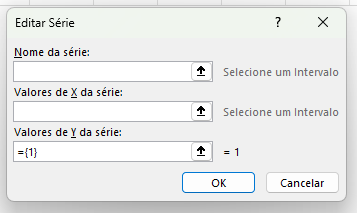 Editar Série ? ×
Nome da série:
Selecione um Intervalo
Valores de X da série:
Selecione um Intervalo
Valores de Y da série:
={1} = 1
OK Cancelar